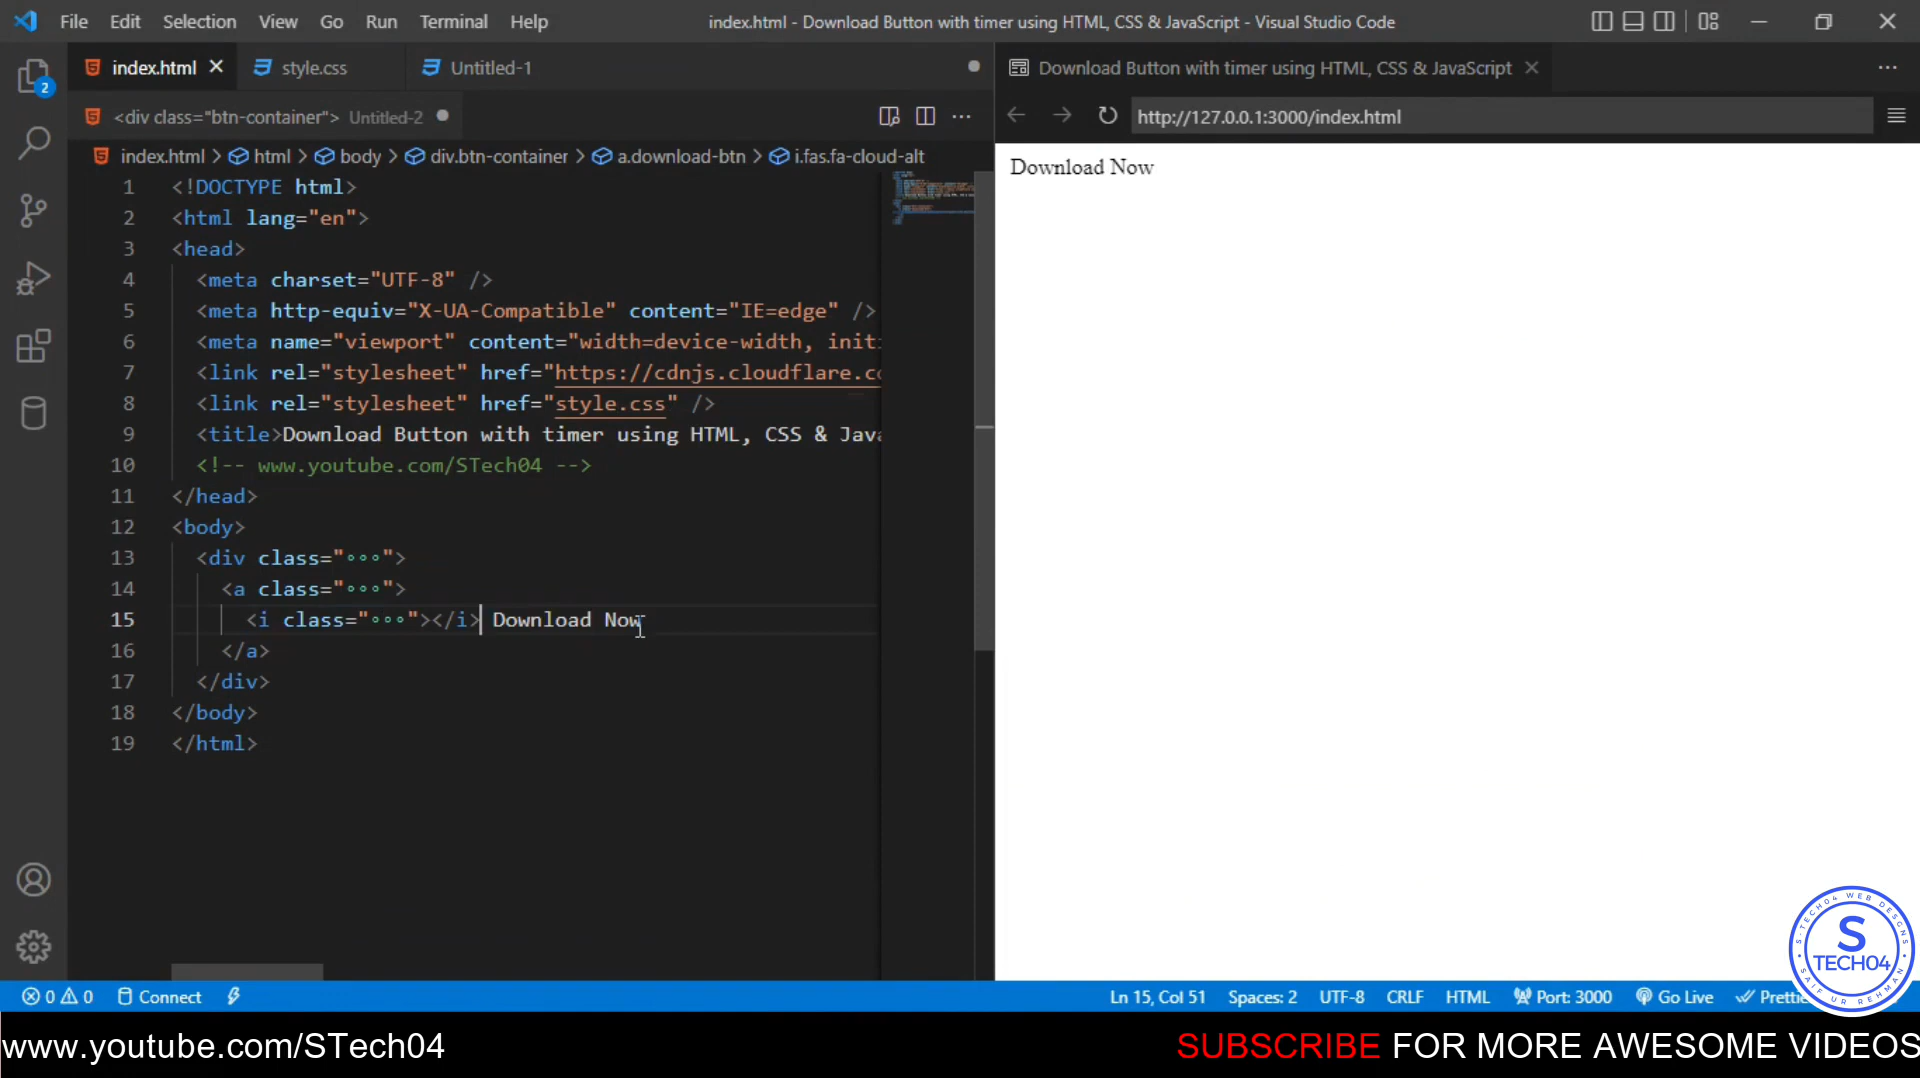 File Edit Selection View Go Run Terminal Help index.html - Download Button with timer using HTML, CSS & JavaScript - Visual Studio Code
index.html style.css Untitled-1
Download Button with timer using HTML, CSS & JavaScript
<div class="btn-container"> Untitled-2
http://127.0.0.1:3000/index.html
index.html > html > body > div.btn-container > a.download-btn > i.fas.fa-cloud-alt
2
1 <!DOCTYPE html>
2 <html lang="en">
3 <head>
4 <meta charset="UTF-8" />
5 <meta http-equiv="X-UA-Compatible" content="IE=edge" />
6 <meta name="viewport" content="width=device-width, init
7 <link rel="stylesheet" href="https://cdnjs.cloudflare.co
8 <link rel="stylesheet" href="style.css" />
9 <title>Download Button with timer using HTML, CSS & Java
10 <!-- www.youtube.com/STech04 -->
11 </head>
12 <body>
13 <div class="∘∘∘">
14 <a class="∘∘∘">
15 <i class="∘∘∘"></i> Download Now
16 </a>
17 </div>
18 </body>
19 </html>
Download Now
S-TECH04 WEB DESGNS
S
TECH04
SAIF UR REHMAN
0 0 Connect Ln 15, Col 51 Spaces: 2 UTF-8 CRLF HTML Port: 3000 Go Live Prettie
www.youtube.com/STech04 SUBSCRIBE FOR MORE AWESOME VIDEOS